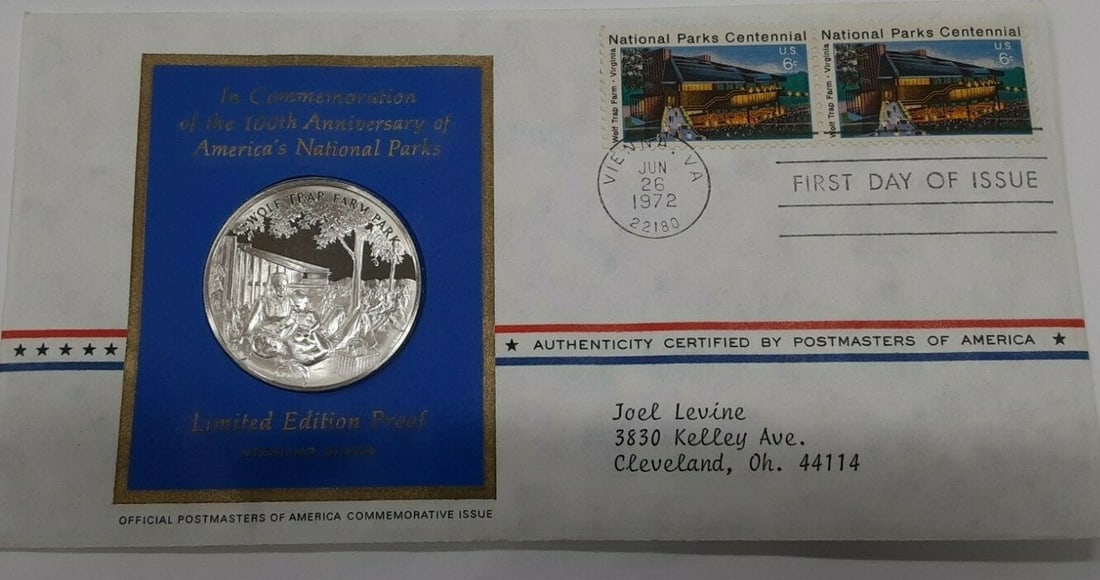 In Commemoration
of the 100th Anniversary of
America's National Parks
WOLF TRAP FARM PARK
Limited Edition Proof
STERLING SILVER
OFFICIAL POSTMASTERS OF AMERICA COMMEMORATIVE ISSUE
National Parks Centennial
U.S.
6c
Wolf Trap Farm - Virginia
National Parks Centennial
U.S.
6c
Wolf Trap Farm - Virginia
VIENNA, VA
JUN
26
1972
22180
FIRST DAY OF ISSUE
★ ★ ★ ★ ★
★ AUTHENTICITY CERTIFIED BY POSTMASTERS OF AMERICA ★
Joel Levine
3830 Kelley Ave.
Cleveland, Oh. 44114